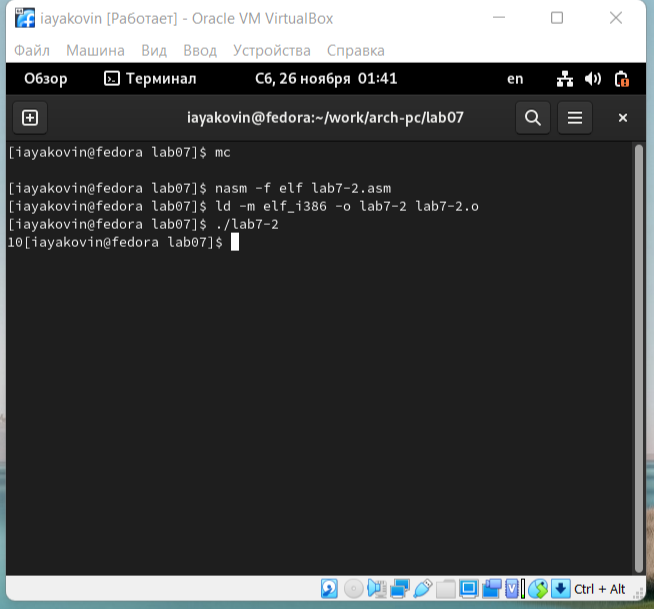 iayakovin [Работает] - Oracle VM VirtualBox
Файл Машина Вид Ввод Устройства Справка
Обзор Терминал Сб, 26 ноября 01:41 en
iayakovin@fedora:~/work/arch-pc/lab07
[iayakovin@fedora lab07]$ mc
[iayakovin@fedora lab07]$ nasm -f elf lab7-2.asm
[iayakovin@fedora lab07]$ ld -m elf_i386 -o lab7-2 lab7-2.o
[iayakovin@fedora lab07]$ ./lab7-2
10[iayakovin@fedora lab07]$
Ctrl + Alt